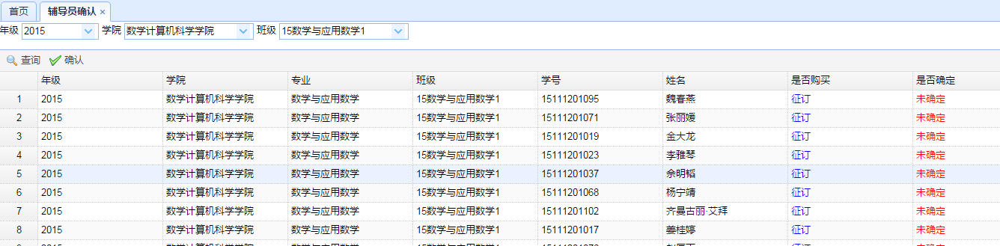 首页 辅导员确认 ×
年级 2015 学院 数学计算机科学学院 班级 15数学与应用数学1
查询 确认
年级 学院 专业 班级 学号 姓名 是否购买 是否确定
1 2015 数学计算机科学学院 数学与应用数学 15数学与应用数学1 15111201095 魏春燕 征订 未确定
2 2015 数学计算机科学学院 数学与应用数学 15数学与应用数学1 15111201071 张丽媛 征订 未确定
3 2015 数学计算机科学学院 数学与应用数学 15数学与应用数学1 15111201019 金大龙 征订 未确定
4 2015 数学计算机科学学院 数学与应用数学 15数学与应用数学1 15111201023 李雅琴 征订 未确定
5 2015 数学计算机科学学院 数学与应用数学 15数学与应用数学1 15111201037 佘明韬 征订 未确定
6 2015 数学计算机科学学院 数学与应用数学 15数学与应用数学1 15111201068 杨宁靖 征订 未确定
7 2015 数学计算机科学学院 数学与应用数学 15数学与应用数学1 15111201102 齐曼古丽·艾拜 征订 未确定
8 2015 数学计算机科学学院 数学与应用数学 15数学与应用数学1 15111201017 姜桂婷 征订 未确定